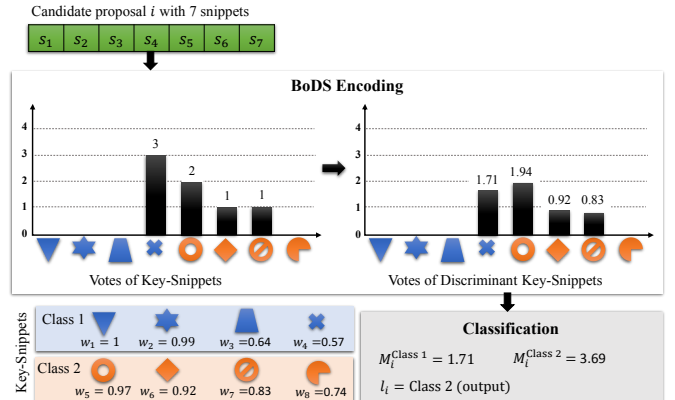 Candidate proposal i with 7 snippets
s₁ s₂ s₃ s₄ s₅ s₆ s₇
BoDS Encoding
4
3
2
1
0
3
2
1
1
Votes of Key-Snippets
4
3
2
1
0
1.71
1.94
0.92
0.83
Votes of Discriminant Key-Snippets
Key-Snippets
Class 1
w₁ = 1 w₂ = 0.99 w₃ =0.64 w₄ =0.57
Class 2
w₅ = 0.97 w₆ = 0.92 w₇ =0.83 w₈ =0.74
Classification
Mᵢ^Class 1 = 1.71 Mᵢ^Class 2 = 3.69
lᵢ = Class 2 (output)